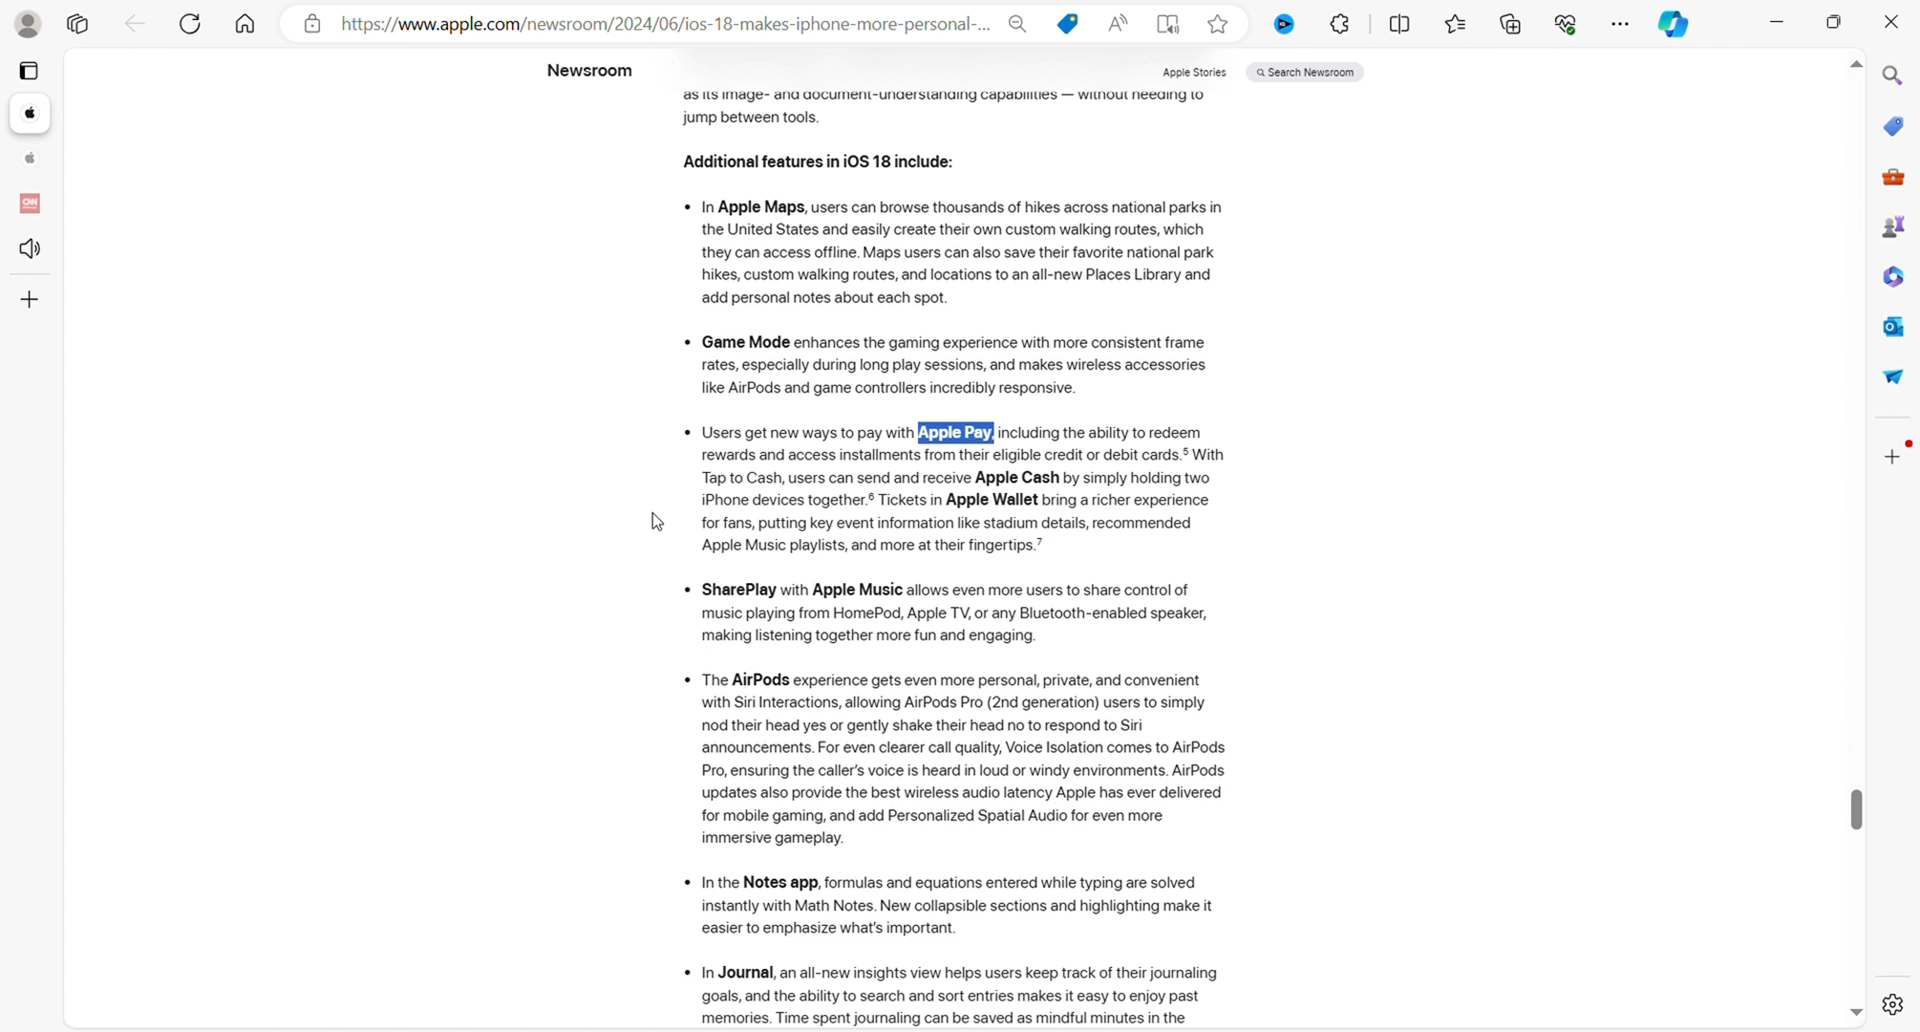 https://www.apple.com/newsroom/2024/06/ios-18-makes-iphone-more-personal-...
Newsroom
Apple Stories
Search Newsroom
as its image- and document-understanding capabilities — without needing to
jump between tools.
Additional features in iOS 18 include:
• In Apple Maps, users can browse thousands of hikes across national parks in
the United States and easily create their own custom walking routes, which
they can access offline. Maps users can also save their favorite national park
hikes, custom walking routes, and locations to an all-new Places Library and
add personal notes about each spot.
• Game Mode enhances the gaming experience with more consistent frame
rates, especially during long play sessions, and makes wireless accessories
like AirPods and game controllers incredibly responsive.
• Users get new ways to pay with Apple Pay, including the ability to redeem
rewards and access installments from their eligible credit or debit cards.⁵ With
Tap to Cash, users can send and receive Apple Cash by simply holding two
iPhone devices together.⁶ Tickets in Apple Wallet bring a richer experience
for fans, putting key event information like stadium details, recommended
Apple Music playlists, and more at their fingertips.⁷
• SharePlay with Apple Music allows even more users to share control of
music playing from HomePod, Apple TV, or any Bluetooth-enabled speaker,
making listening together more fun and engaging.
• The AirPods experience gets even more personal, private, and convenient
with Siri Interactions, allowing AirPods Pro (2nd generation) users to simply
nod their head yes or gently shake their head no to respond to Siri
announcements. For even clearer call quality, Voice Isolation comes to AirPods
Pro, ensuring the caller's voice is heard in loud or windy environments. AirPods
updates also provide the best wireless audio latency Apple has ever delivered
for mobile gaming, and add Personalized Spatial Audio for even more
immersive gameplay.
• In the Notes app, formulas and equations entered while typing are solved
instantly with Math Notes. New collapsible sections and highlighting make it
easier to emphasize what's important.
• In Journal, an all-new insights view helps users keep track of their journaling
goals, and the ability to search and sort entries makes it easy to enjoy past
memories. Time spent journaling can be saved as mindful minutes in the
CNN